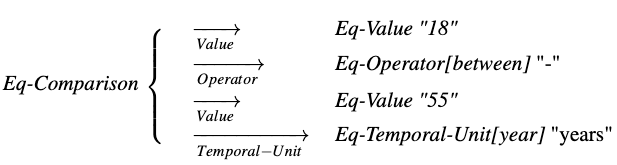 Eq-Value "18"
Value
Eq-Operator[between] "-"
Operator
Eq-Comparison
Eq-Value "55"
Value
Eq-Temporal-Unit[year] "years"
Temporal−Unit